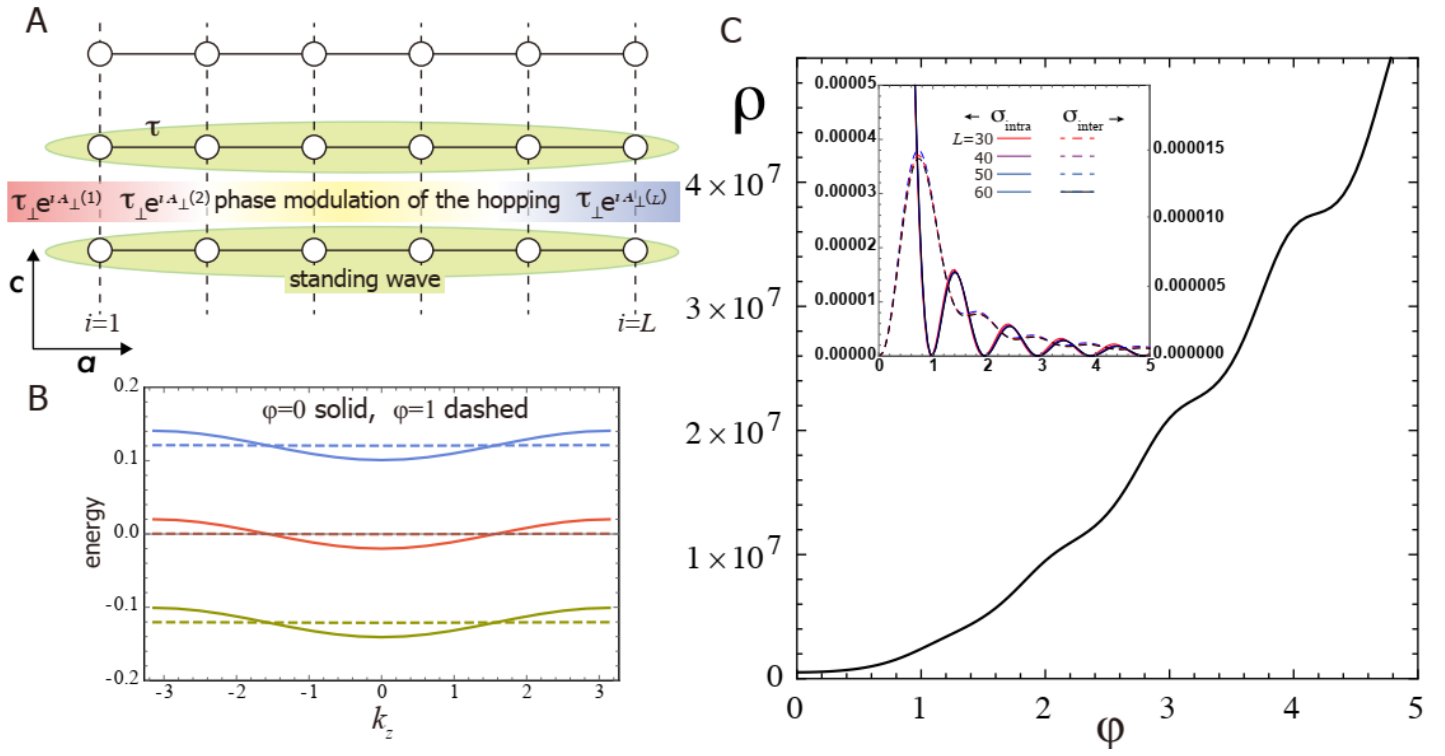 A
τ
τ⊥e^{iA⊥(1)} τ⊥e^{iA⊥(2)} phase modulation of the hopping τ⊥e^{iA⊥(L)}
standing wave
c
a
i=1
i=L
B
φ=0 solid, φ=1 dashed
energy
0.2
0.1
0.0
-0.1
-0.2
-3
-2
-1
0
1
2
3
k_z
C
ρ
4×10^7
3×10^7
2×10^7
1×10^7
0
0
1
2
3
4
5
φ
0.00005
0.00004
0.00003
0.00002
0.00001
0.00000
σ_intra
σ_inter
L=30
40
50
60
0.000015
0.000010
0.000005
0.000000
0
1
2
3
4
5